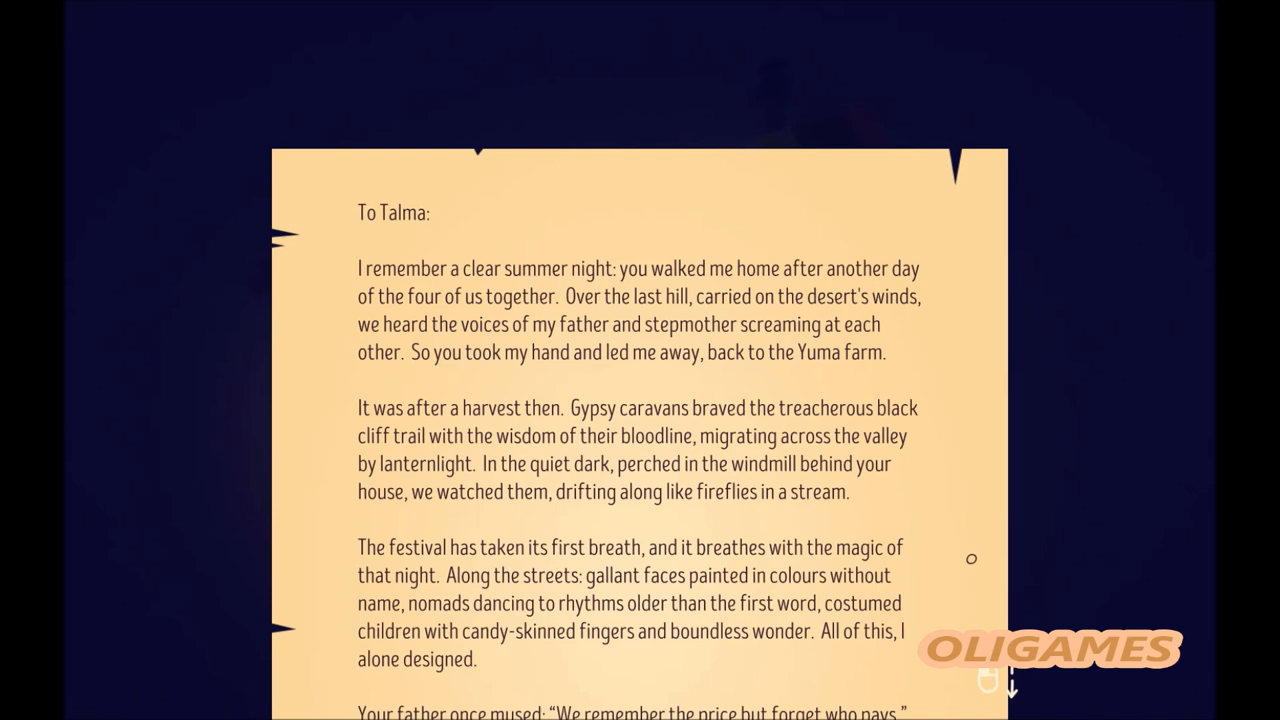 To Talma:
I remember a clear summer night: you walked me home after another day
of the four of us together.  Over the last hill, carried on the desert's winds,
we heard the voices of my father and stepmother screaming at each
other.  So you took my hand and led me away, back to the Yuma farm.
It was after a harvest then.  Gypsy caravans braved the treacherous black
cliff trail with the wisdom of their bloodline, migrating across the valley
by lanternlight.  In the quiet dark, perched in the windmill behind your
house, we watched them, drifting along like fireflies in a stream.
The festival has taken its first breath, and it breathes with the magic of
that night.  Along the streets: gallant faces painted in colours without
name, nomads dancing to rhythms older than the first word, costumed
children with candy-skinned fingers and boundless wonder.  All of this, I
alone designed.
Your father once mused: “We remember the price but forget who pays.”
OLIGAMES